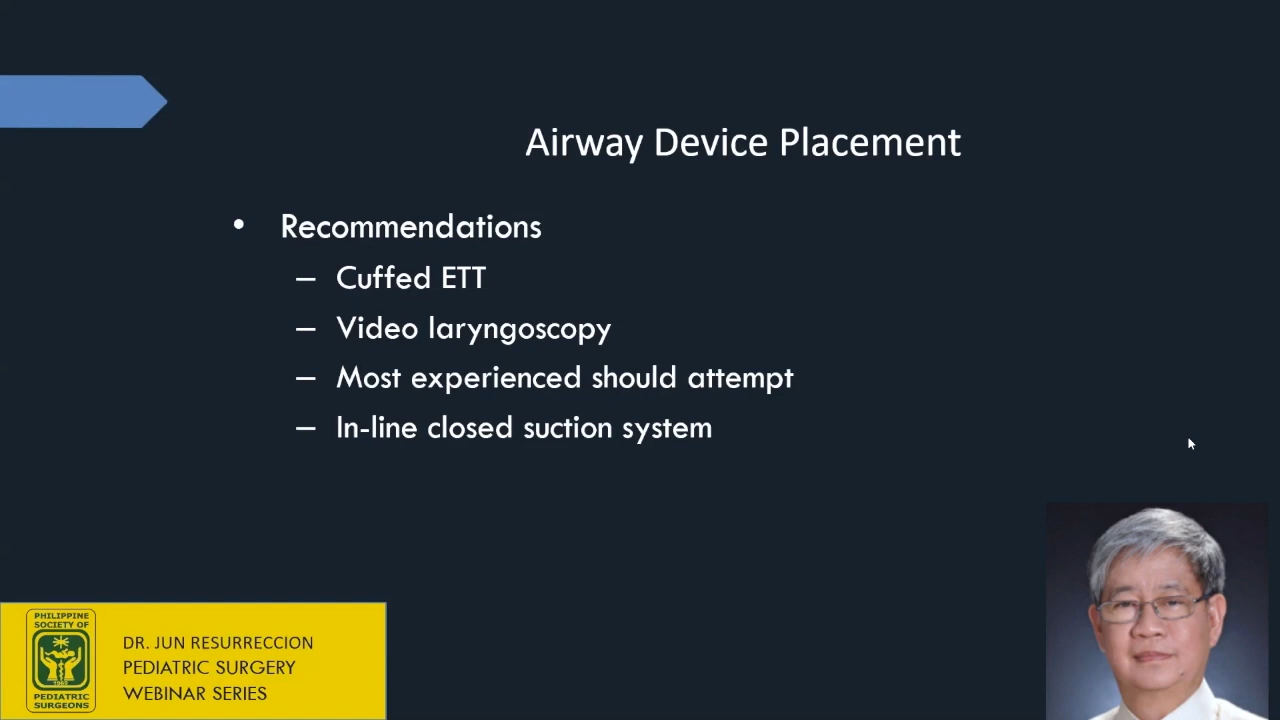 Airway Device Placement
• Recommendations
– Cuffed ETT
– Video laryngoscopy
– Most experienced should attempt
– In-line closed suction system
PHILIPPINE
SOCIETY OF
1965
PEDIATRIC
SURGEONS
DR. JUN RESURRECCION
PEDIATRIC SURGERY
WEBINAR SERIES